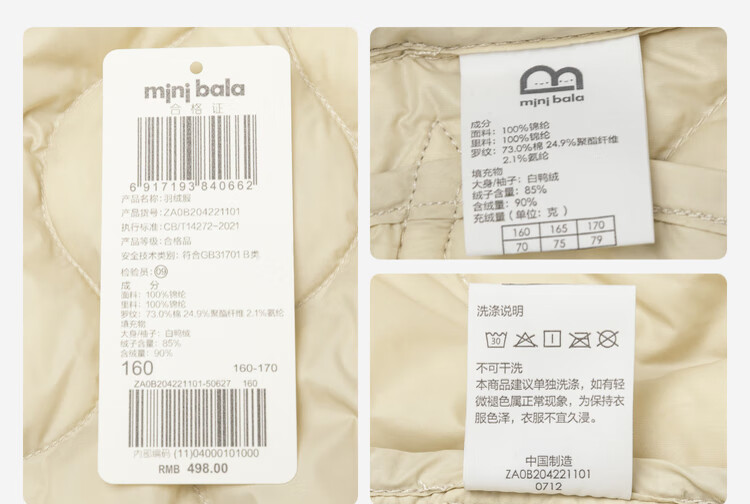 mini bala
合格证
6 917193 840662
产品名称: 羽绒服
产品货号: ZA0B204221101
执行标准: GB/T14272-2021
产品等级: 合格品
安全技术类别: 符合GB31701 B类
检验员: 09
成 分
面料: 100%锦纶
里料: 100%锦纶
罗纹: 73.0%棉 24.9%聚酯纤维 2.1%氨纶
填充物
大身/袖子: 白鸭绒
绒子含量: 85%
含绒量: 90%
160 160-170
ZA0B204221101-50627 160
内部编码 (11)04000101000
RMB 498.00
mini bala
成分
面料: 100%锦纶
里料: 100%锦纶
罗纹: 73.0%棉 24.9%聚酯纤维
2.1%氨纶
填充物
大身/袖子: 白鸭绒
绒子含量: 85%
含绒量: 90%
充绒量 (单位: 克)
160 165 170
70 75 79
洗涤说明
30
不可干洗
本商品建议单独洗涤, 如有轻
微褪色属正常现象, 为保持衣
服色泽, 衣服不宜久浸。
中国制造
ZA0B204221101
0712